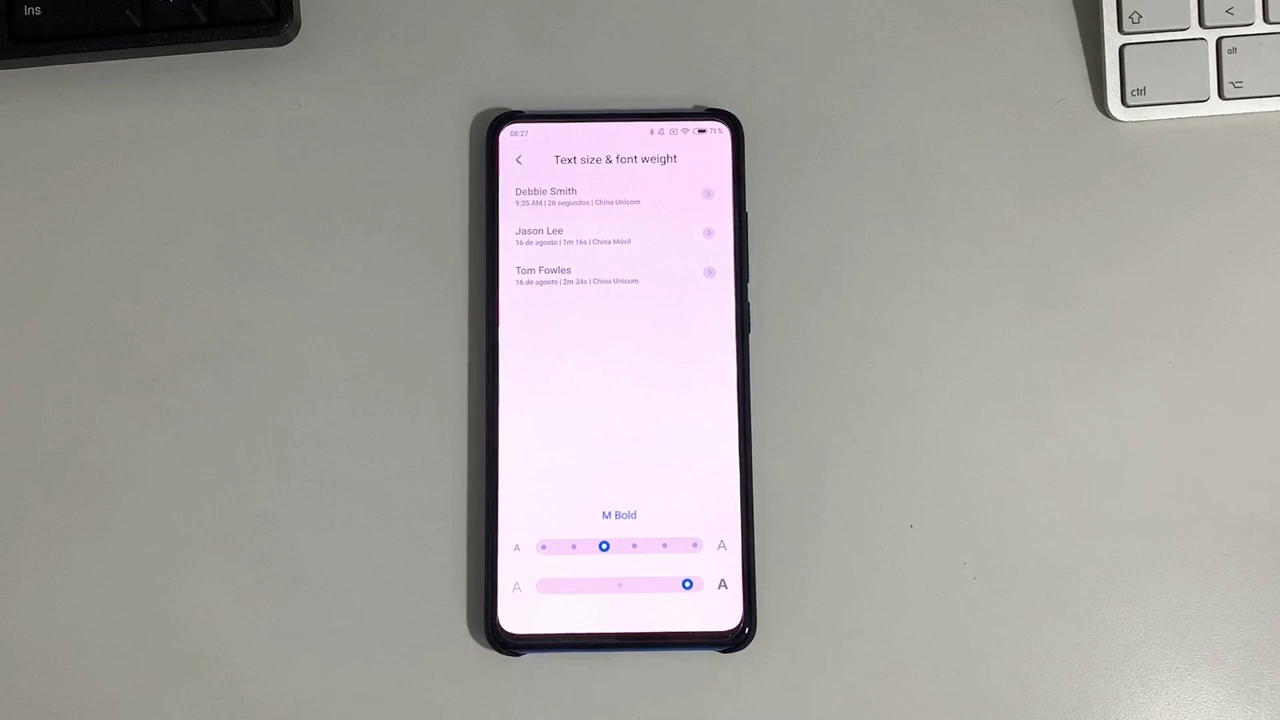 Ins
ctrl
<
alt
08:27
71%
Text size & font weight
Debbie Smith
9:35 AM | 26 segundos | China Unicom
Jason Lee
16 de agosto | 1m 16s | China Móvil
Tom Fowles
16 de agosto | 2m 24s | China Unicom
M Bold
A A
A A